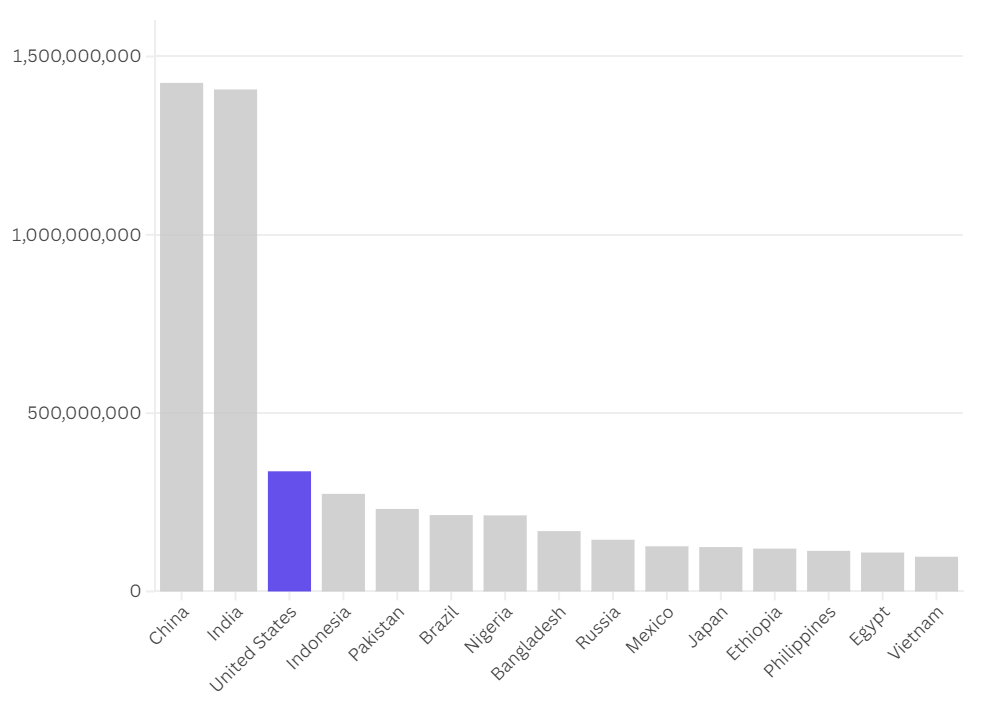 1,500,000,000
1,000,000,000
500,000,000
0
China
India
United States
Indonesia
Pakistan
Brazil
Nigeria
Bangladesh
Russia
Mexico
Japan
Ethiopia
Philippines
Egypt
Vietnam